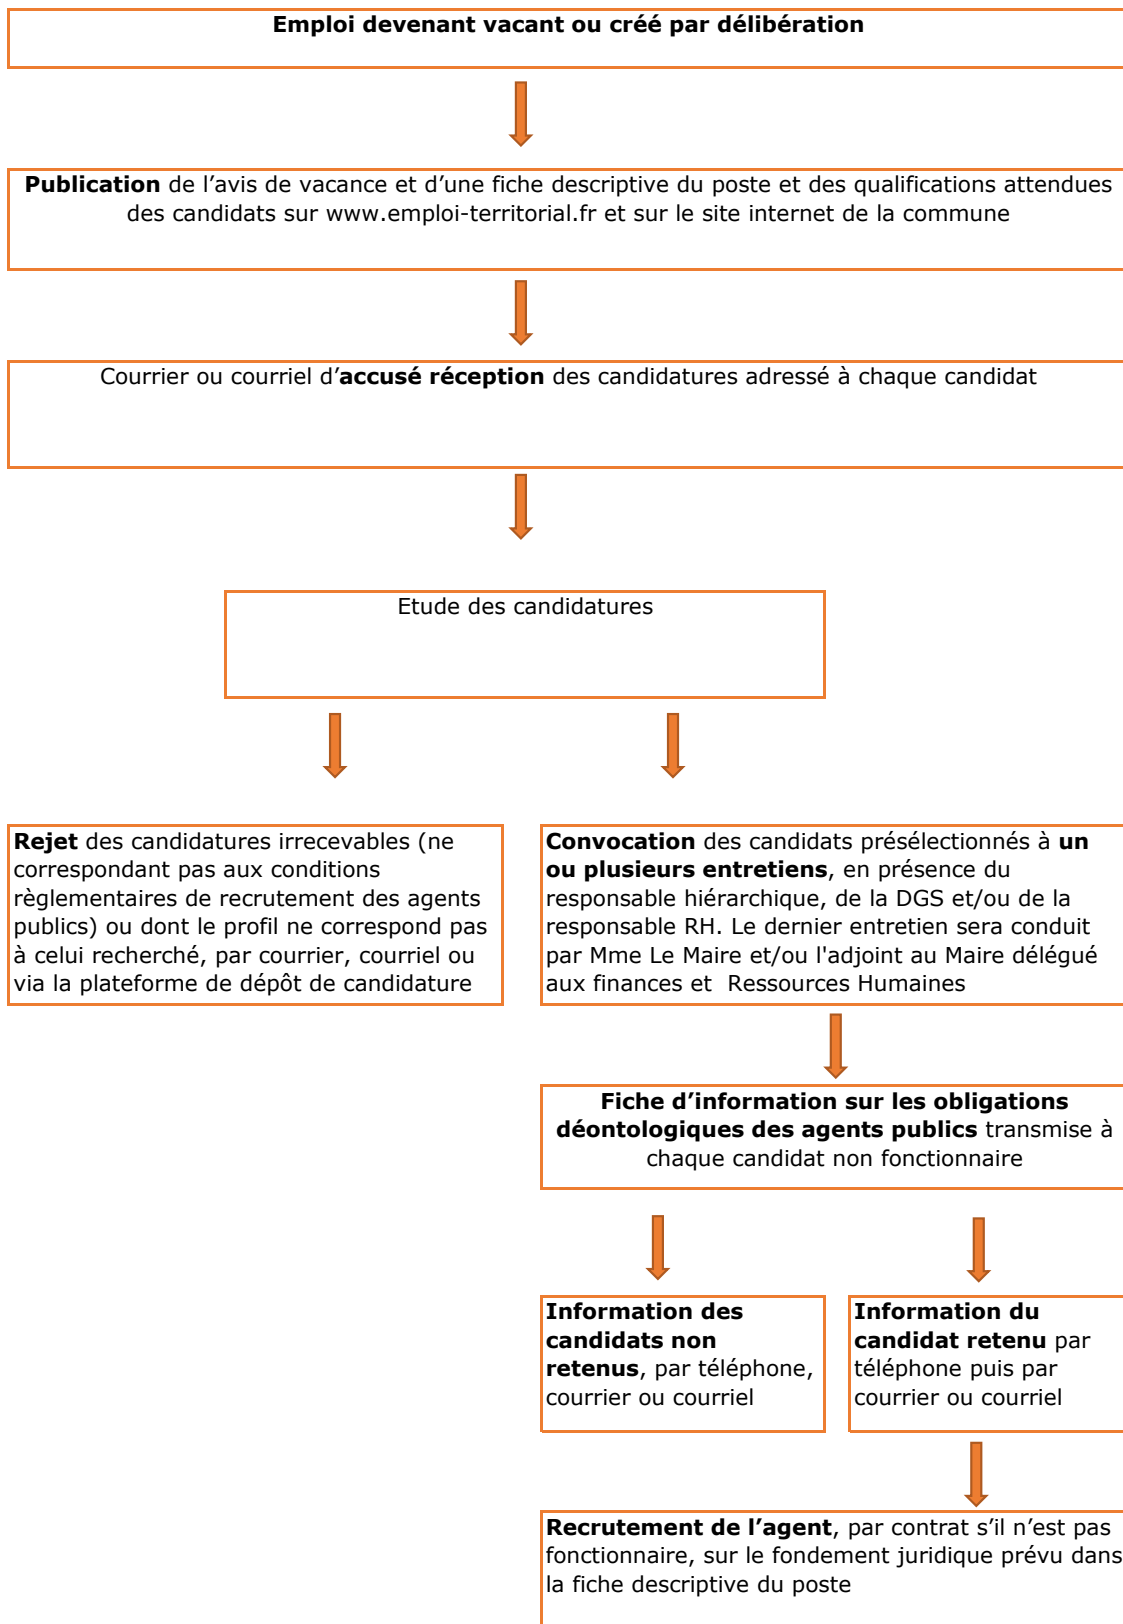 Emploi devenant vacant ou créé par délibération
Publication de l’avis de vacance et d’une fiche descriptive du poste et des qualifications attendues
des candidats sur www.emploi-territorial.fr et sur le site internet de la commune
Courrier ou courriel d’accusé réception des candidatures adressé à chaque candidat
Etude des candidatures
Rejet des candidatures irrecevables (ne
correspondant pas aux conditions
règlementaires de recrutement des agents
publics) ou dont le profil ne correspond pas
à celui recherché, par courrier, courriel ou
via la plateforme de dépôt de candidature
Convocation des candidats présélectionnés à un
ou plusieurs entretiens, en présence du
responsable hiérarchique, de la DGS et/ou de la
responsable RH. Le dernier entretien sera conduit
par Mme Le Maire et/ou l'adjoint au Maire délégué
aux finances et  Ressources Humaines
Fiche d’information sur les obligations
déontologiques des agents publics transmise à
chaque candidat non fonctionnaire
Information des
candidats non
retenus, par téléphone,
courrier ou courriel
Information du
candidat retenu par
téléphone puis par
courrier ou courriel
Recrutement de l’agent, par contrat s’il n’est pas
fonctionnaire, sur le fondement juridique prévu dans
la fiche descriptive du poste